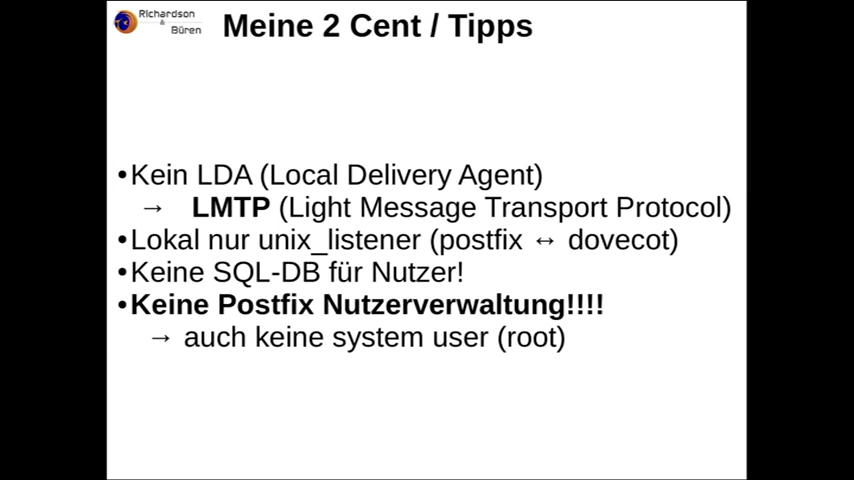 Richardson
&
Büren
Meine 2 Cent / Tipps
•Kein LDA (Local Delivery Agent)
→ LMTP (Light Message Transport Protocol)
•Lokal nur unix_listener (postfix ↔ dovecot)
•Keine SQL-DB für Nutzer!
•Keine Postfix Nutzerverwaltung!!!!
→ auch keine system user (root)